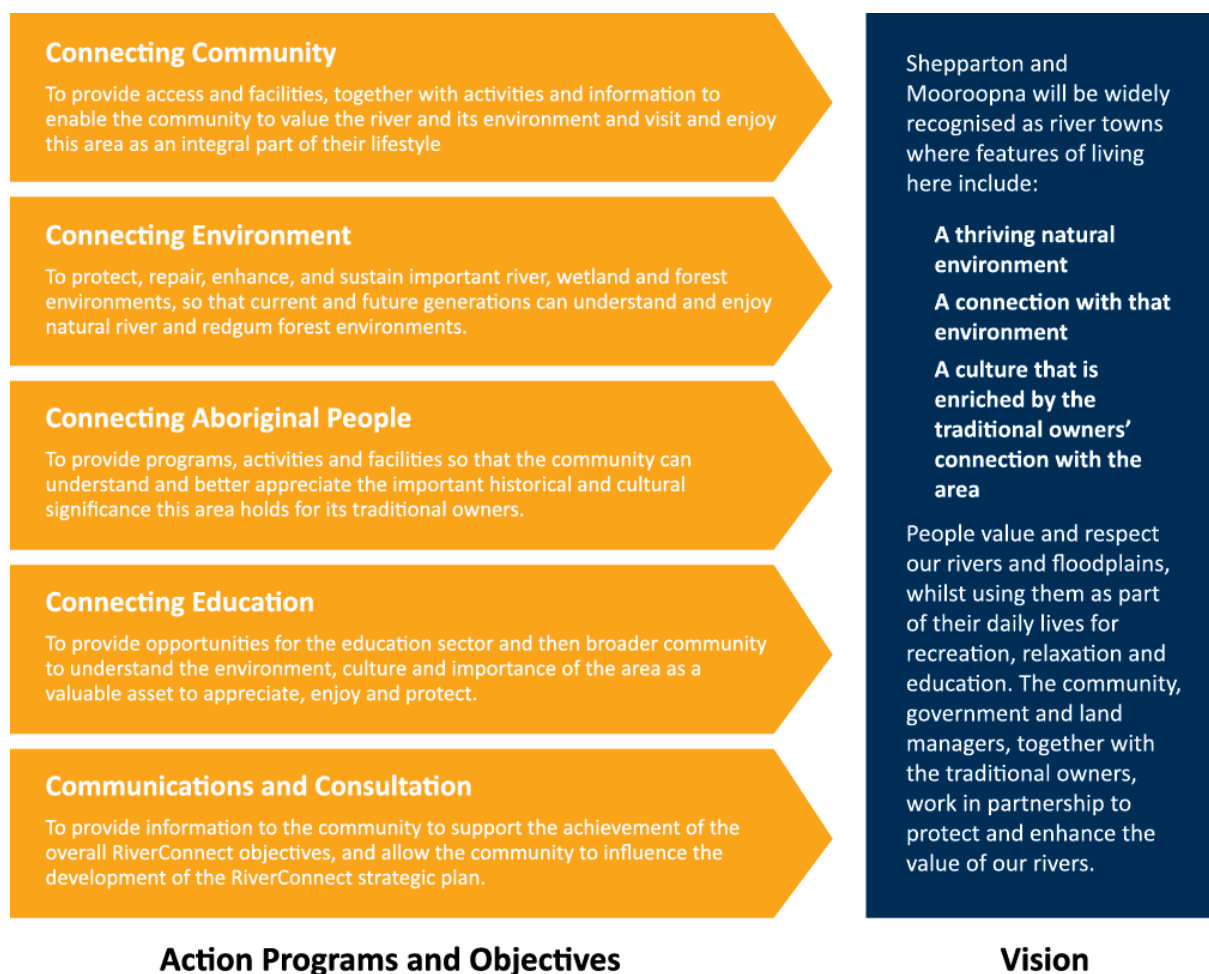 Connecting Community
To provide access and facilities, together with activities and information to
enable the community to value the river and its environment and visit and enjoy
this area as an integral part of their lifestyle
Connecting Environment
To protect, repair, enhance, and sustain important river, wetland and forest
environments, so that current and future generations can understand and enjoy
natural river and redgum forest environments.
Connecting Aboriginal People
To provide programs, activities and facilities so that the community can
understand and better appreciate the important historical and cultural
significance this area holds for its traditional owners.
Connecting Education
To provide opportunities for the education sector and then broader community
to understand the environment, culture and importance of the area as a
valuable asset to appreciate, enjoy and protect.
Communications and Consultation
To provide information to the community to support the achievement of the
overall RiverConnect objectives, and allow the community to influence the
development of the RiverConnect strategic plan.
Action Programs and Objectives
Shepparton and
Mooroopna will be widely
recognised as river towns
where features of living
here include:
A thriving natural
environment
A connection with that
environment
A culture that is
enriched by the
traditional owners’
connection with the
area
People value and respect
our rivers and floodplains,
whilst using them as part
of their daily lives for
recreation, relaxation and
education. The community,
government and land
managers, together with
the traditional owners,
work in partnership to
protect and enhance the
value of our rivers.
Vision